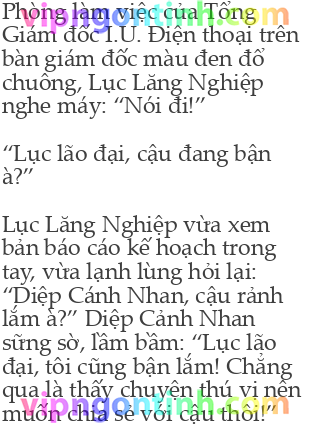 Phòng làm việc của Tổng
Giám đốc I.U. Điện thoại trên
bàn giám đốc màu đen đổ
chuông, Lục Lăng Nghiệp
nghe máy: “Nói đi!”
“Lục lão đại, cậu đang bận
à?”
Lục Lăng Nghiệp vừa xem
bản báo cáo kế hoạch trong
tay, vừa lạnh lùng hỏi lại:
“Diệp Cánh Nhan, cậu rảnh
lắm à?” Diệp Cảnh Nhan
sững sờ, lầm bầm: “Lục lão
đại, tôi cũng bận lắm! Chẳng
qua là thấy chuyện thú vị nên
muốn chia sẻ với cậu thôi!”
vipngontinh.com
vipngontinh.com